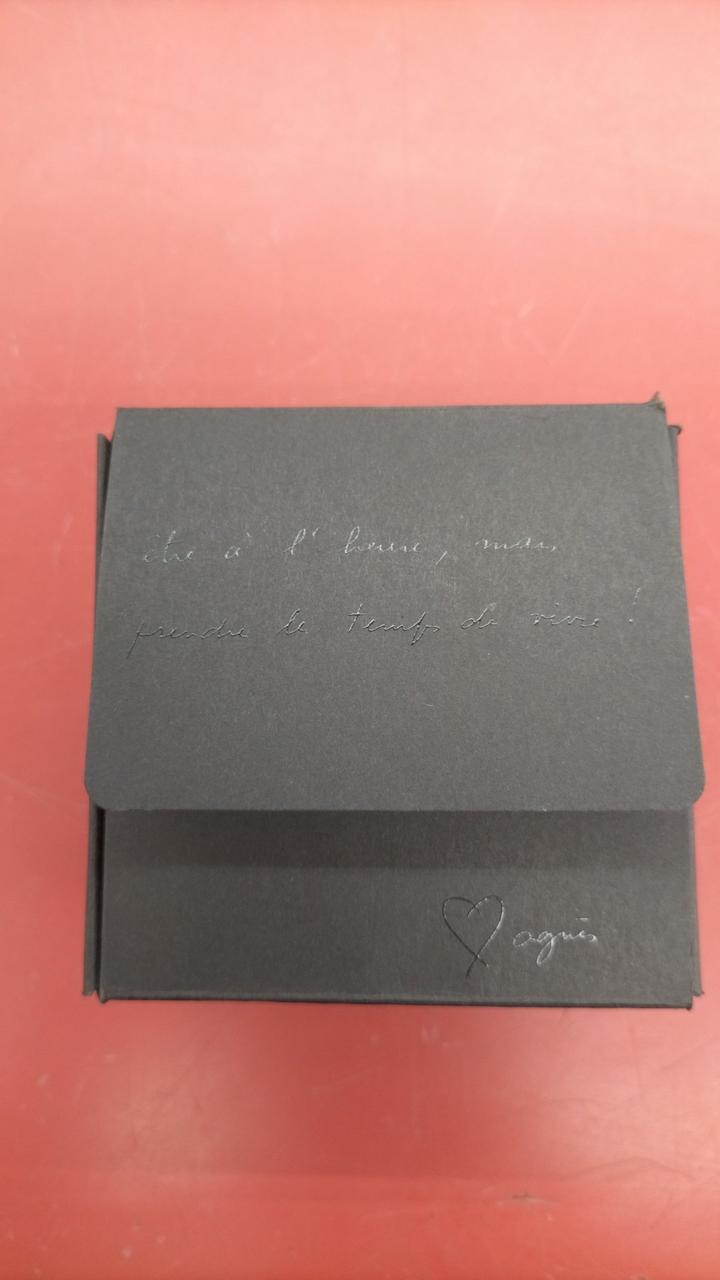 être à l'heure, mais
prendre le temps de vivre !
agnès